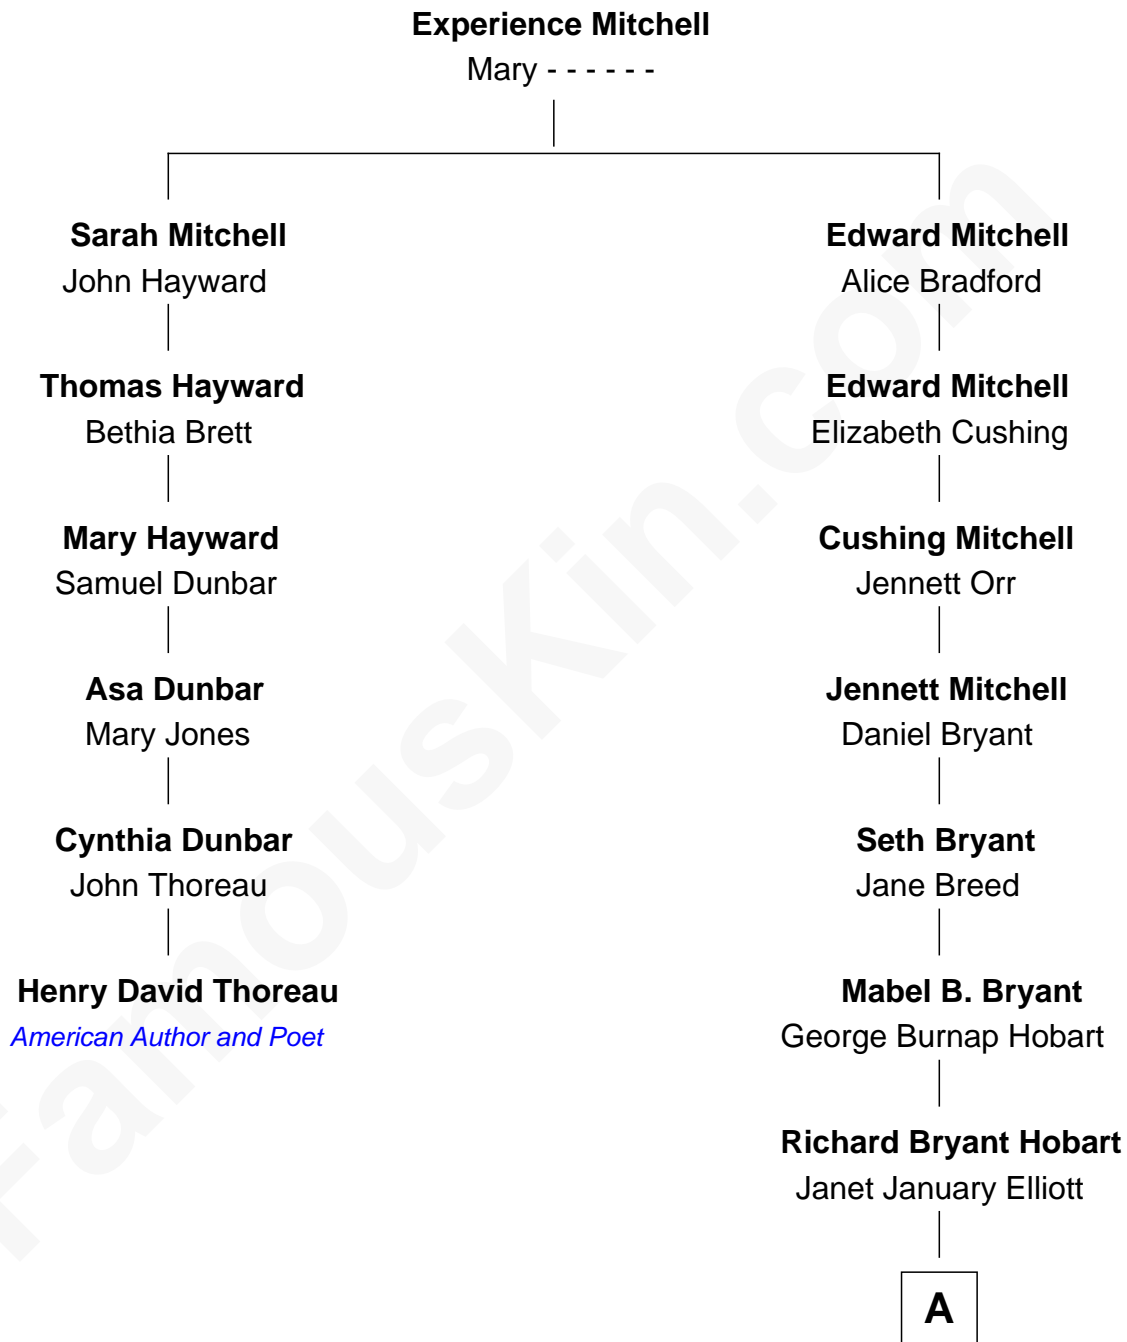 Experience Mitchell
Mary - - - - - -
Sarah Mitchell
John Hayward
Edward Mitchell
Alice Bradford
Thomas Hayward
Bethia Brett
Edward Mitchell
Elizabeth Cushing
Mary Hayward
Samuel Dunbar
Cushing Mitchell
Jennett Orr
Asa Dunbar
Mary Jones
Jennett Mitchell
Daniel Bryant
Cynthia Dunbar
John Thoreau
Seth Bryant
Jane Breed
Henry David Thoreau
American Author and Poet
Mabel B. Bryant
George Burnap Hobart
Richard Bryant Hobart
Janet January Elliott
A
FamousKin.com